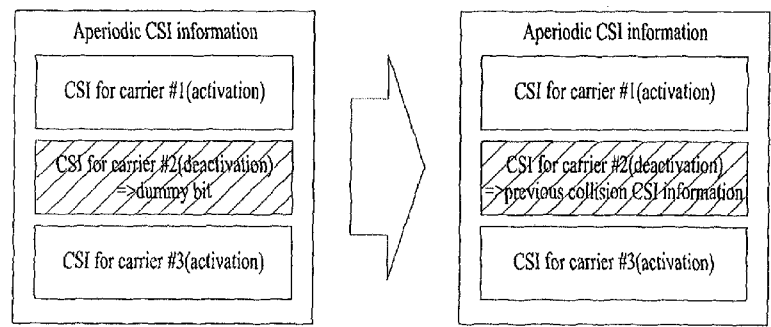 Aperiodic CSI information
CSI for carrier #1(activation)
CSI for carrier #2(deactivation)
=>dummy bit
CSI for carrier #3(activation)
Aperiodic CSI information
CSI for carrier #1(activation)
CSI for carrier #2(deactivation)
=>previous collision CSI information
CSI for carrier #3(activation)